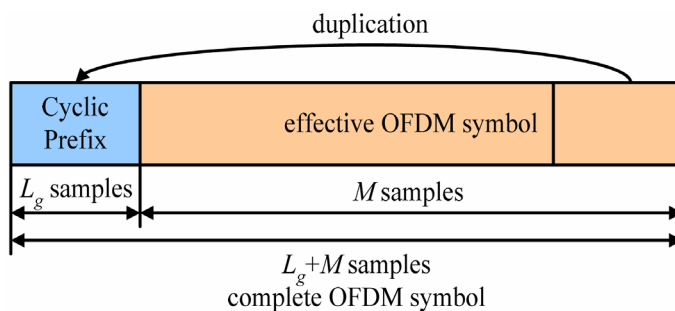 duplication
Cyclic
Prefix
effective OFDM symbol
Lg samples
M samples
Lg+M samples
complete OFDM symbol